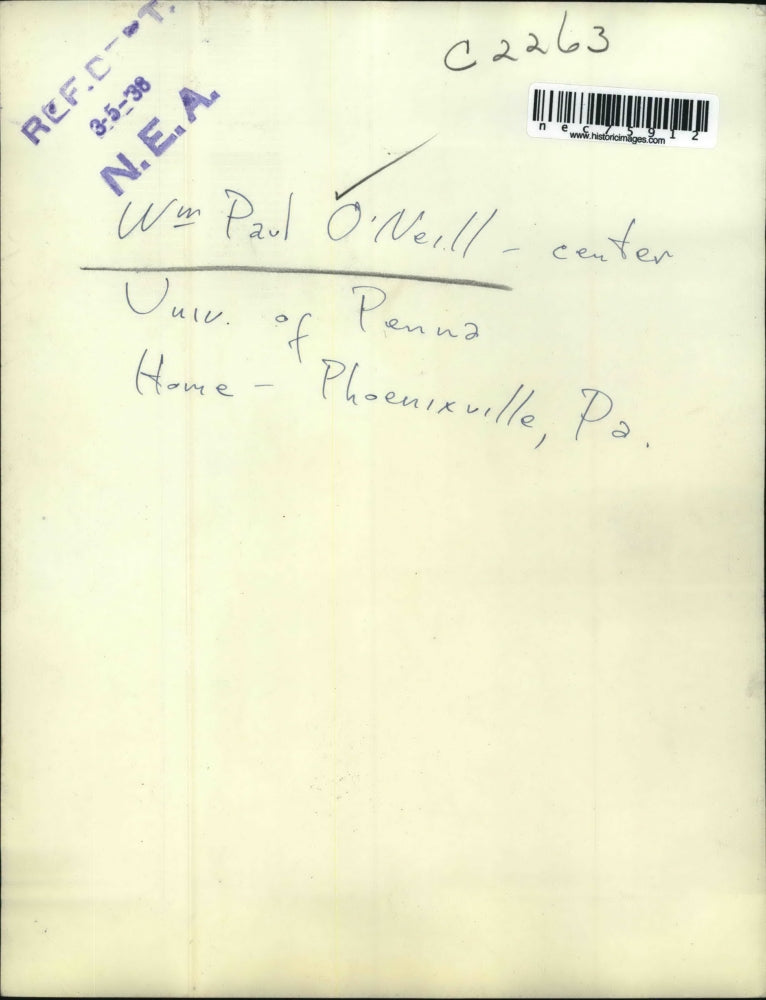 C2263
REF. DEPT.
3-5-38
N.E.A.
nec75912
www.historicimages.com
Wm Paul O'Neill - center
Univ. of Penna
Home - Phoenixville, Pa.